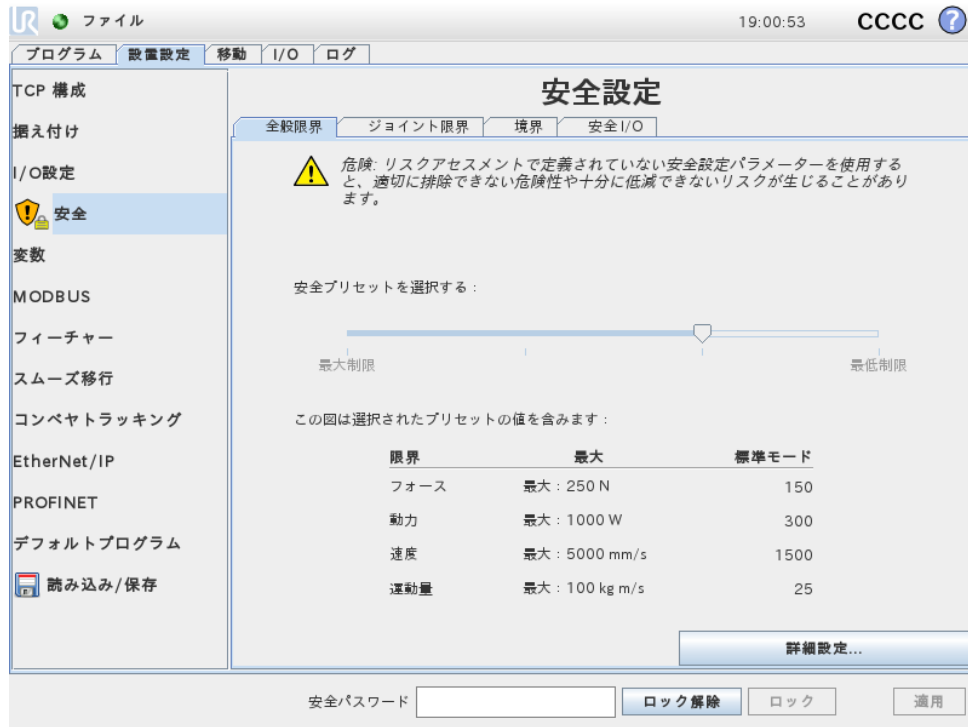 UR ファイル 19:00:53 CCCC ?
プログラム 設置設定 移動 I/O ログ
TCP 構成
据え付け
I/O設定
安全
変数
MODBUS
フィーチャー
スムーズ移行
コンベヤトラッキング
EtherNet/IP
PROFINET
デフォルトプログラム
読み込み/保存
安全設定
全般限界 ジョイント限界 境界 安全I/O
危険: リスクアセスメントで定義されていない安全設定パラメーターを使用する
と、適切に排除できない危険性や十分に低減できないリスクが生じることがあり
ます。
安全プリセットを選択する :
最大制限 最低制限
この図は選択されたプリセットの値を含みます :
限界 最大 標準モード
フォース 最大 : 250 N 150
動力 最大 : 1000 W 300
速度 最大 : 5000 mm/s 1500
運動量 最大 : 100 kg m/s 25
詳細設定...
安全パスワード ロック解除 ロック 適用